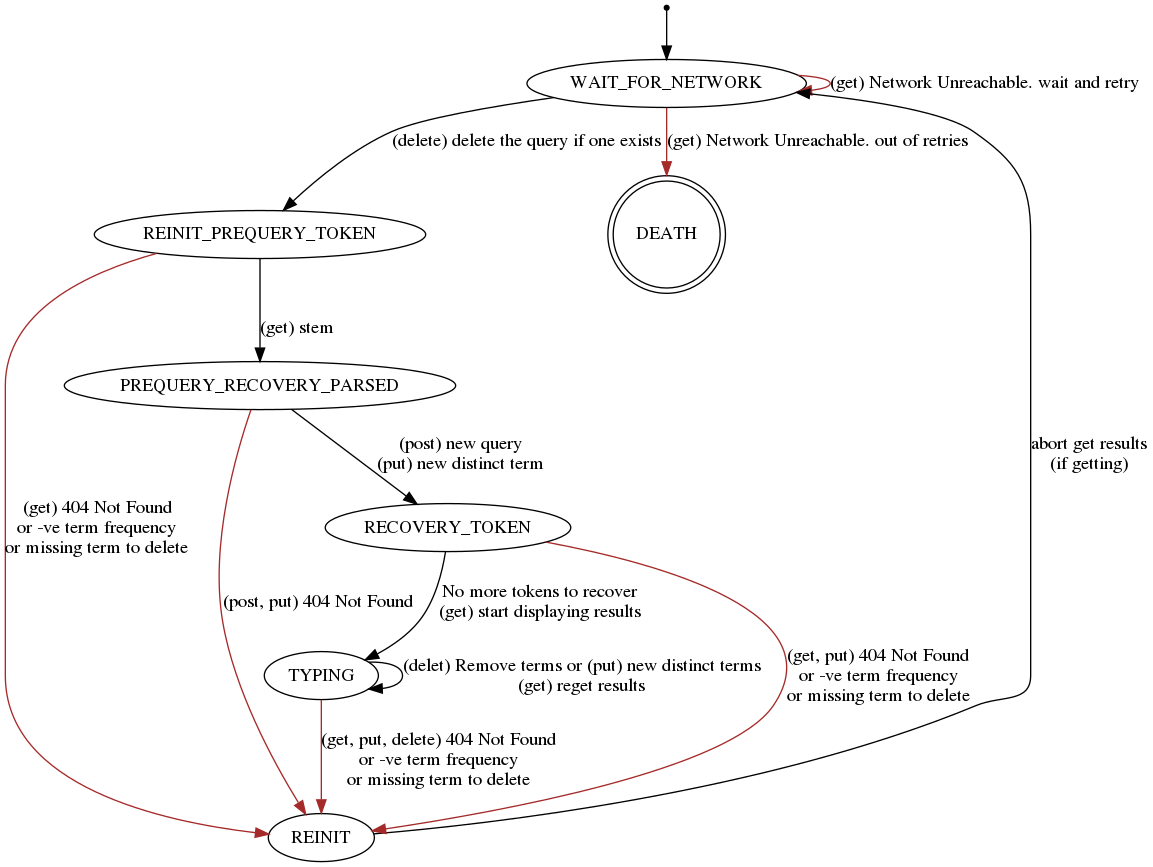 WAIT_FOR_NETWORK
(get) Network Unreachable. wait and retry
(delete) delete the query if one exists
(get) Network Unreachable. out of retries
REINIT_PREQUERY_TOKEN
DEATH
(get) stem
PREQUERY_RECOVERY_PARSED
(post) new query
(put) new distinct term
abort get results
(if getting)
(get) 404 Not Found
or -ve term frequency
or missing term to delete
RECOVERY_TOKEN
(post, put) 404 Not Found
No more tokens to recover
(get) start displaying results
TYPING
(delet) Remove terms or (put) new distinct terms
(get) reget results
(get, put) 404 Not Found
or -ve term frequency
or missing term to delete
(get, put, delete) 404 Not Found
or -ve term frequency
or missing term to delete
REINIT